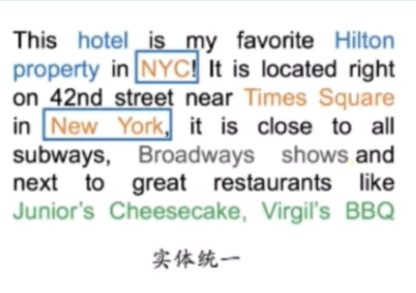 This hotel is my favorite Hilton
property in NYC! It is located right
on 42nd street near Times Square
in New York, it is close to all
subways, Broadways shows and
next to great restaurants like
Junior's Cheesecake, Virgil's BBQ
实体统一